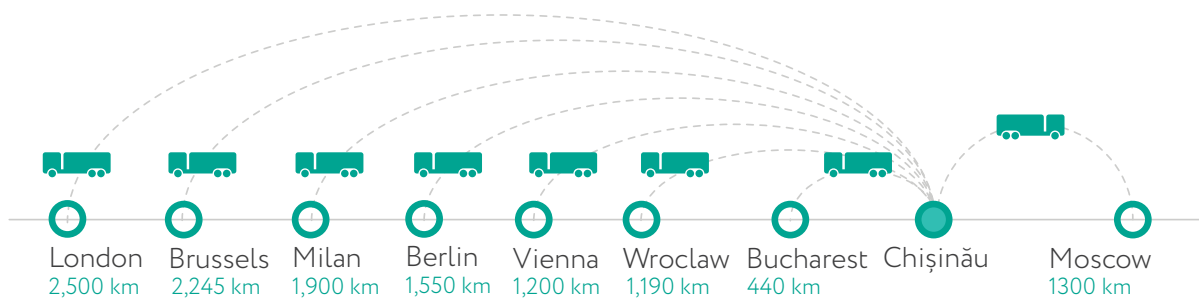 London Brussels Milan Berlin Vienna Wroclaw Bucharest Chișinău Moscow
2,500 km 2,245 km 1,900 km 1,550 km 1,200 km 1,190 km 440 km 1300 km